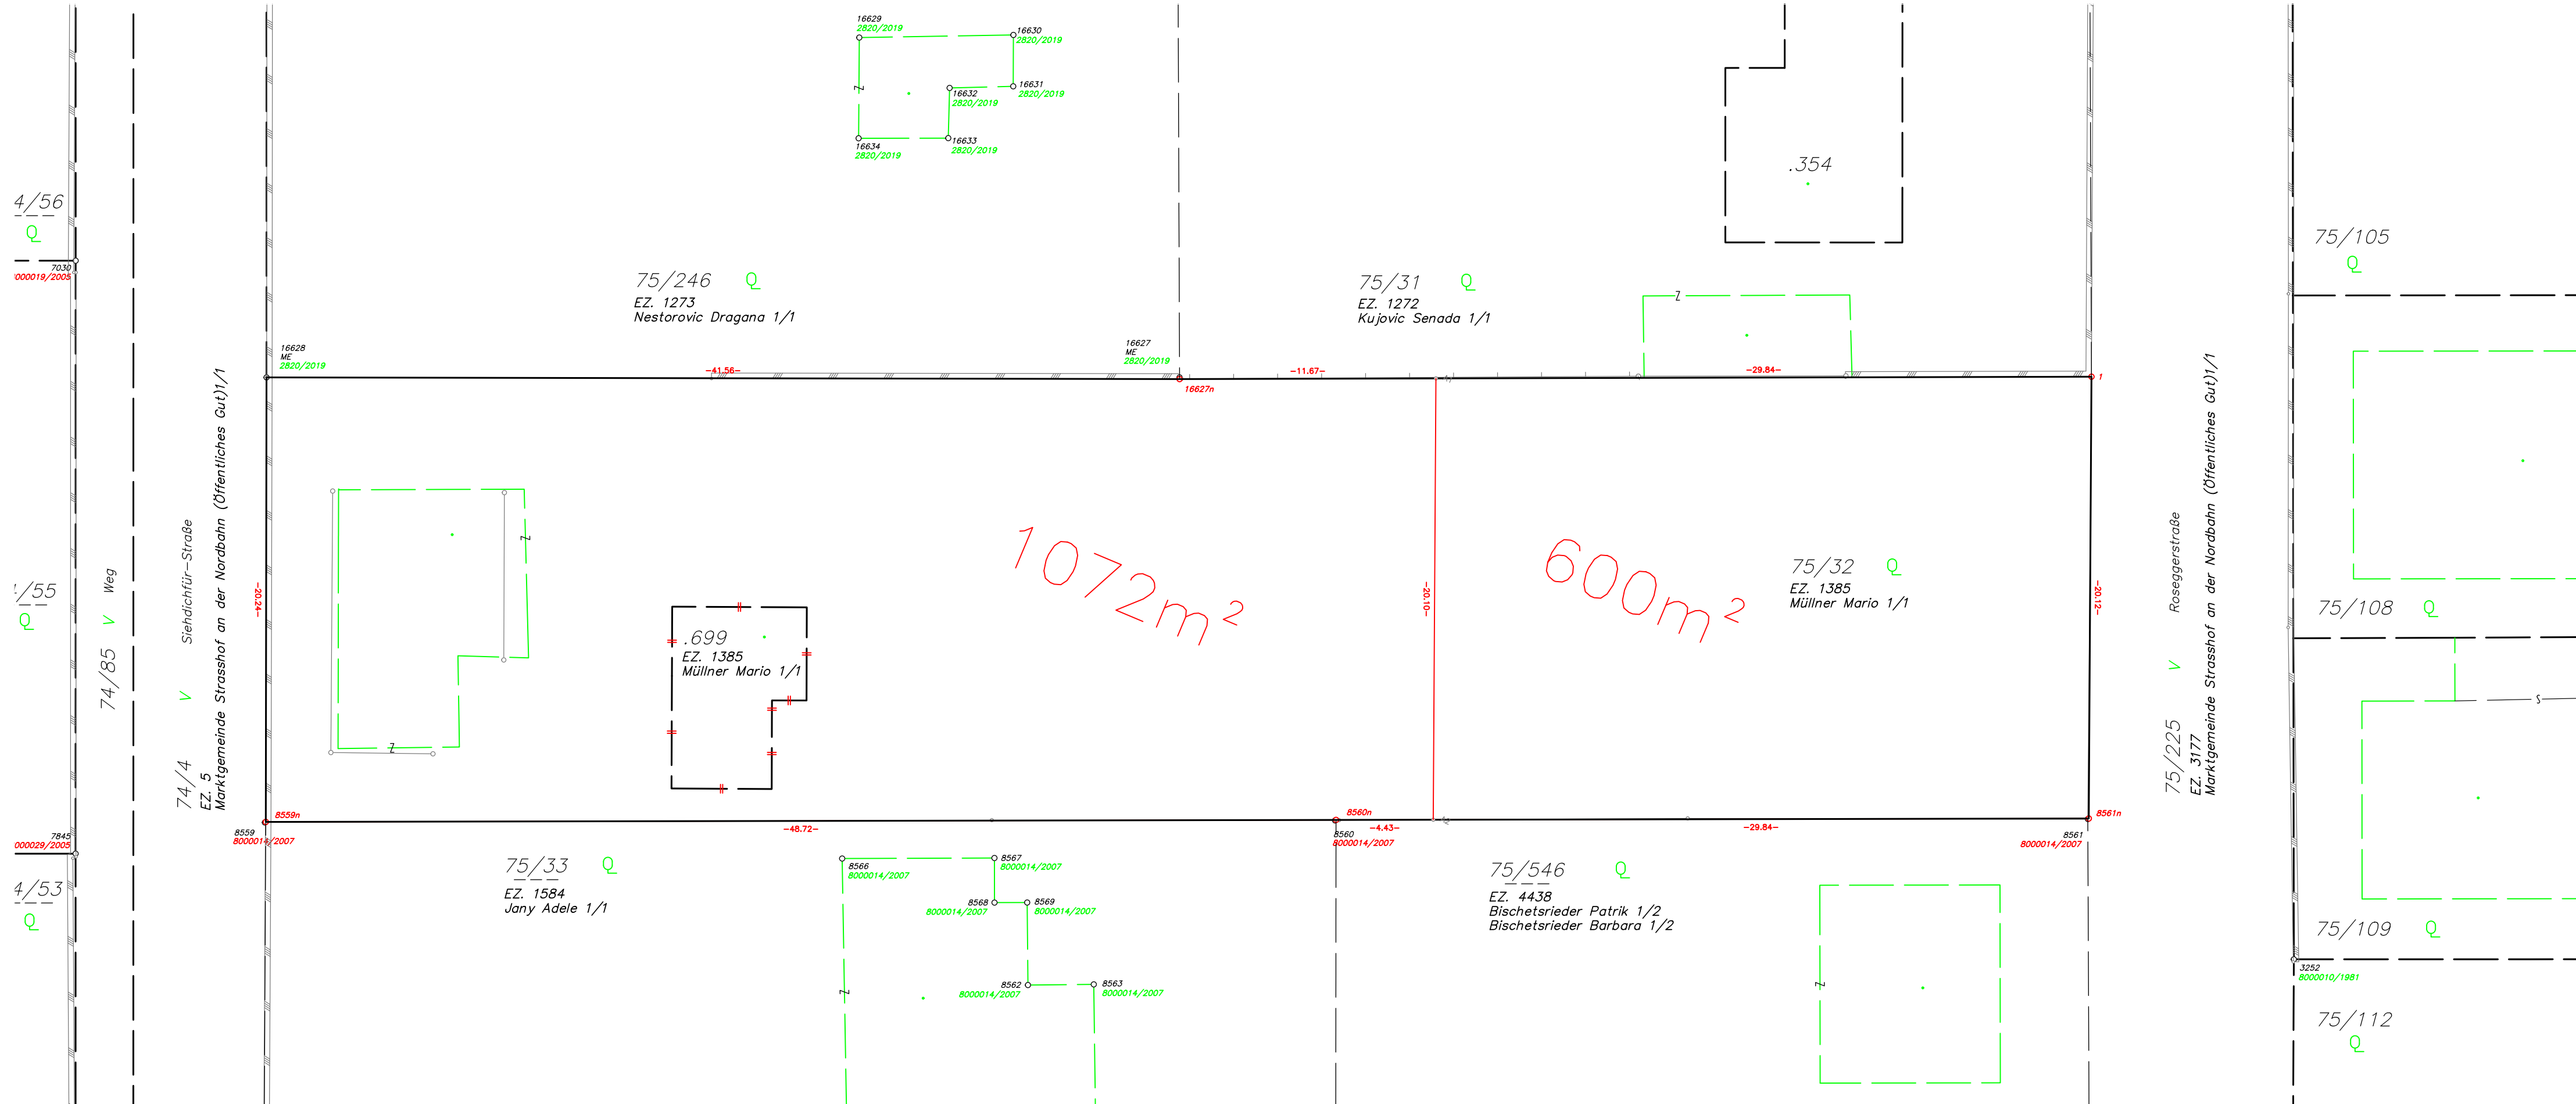 16629
2820/2019
16630
2820/2019
16631
2820/2019
16632
2820/2019
16633
2820/2019
16634
2820/2019
.354
4/56
Q
7030
000019/2005
75/246 Q
EZ. 1273
Nestorovic Dragana 1/1
75/31 Q
EZ. 1272
Kujovic Senada 1/1
75/105
Q
16628
ME
2820/2019
16627
ME
2820/2019
-41.56-
-11.67-
-29.84-
1
16627n
1072m²
600m²
75/32 Q
EZ. 1385
Müllner Mario 1/1
.699
EZ. 1385
Müllner Mario 1/1
-20.24-
-20.10-
-20.12-
/55
Q
74/85 V Weg
74/4 V Siehdichfür-Straße
EZ. 5
Marktgemeinde Strasshof an der Nordbahn (Öffentliches Gut)1/1
75/225 V Roseggerstraße
EZ. 3177
Marktgemeinde Strasshof an der Nordbahn (Öffentliches Gut)1/1
75/108 Q
8559n
8559
8000014/2007
-48.72-
8560n
8560
8000014/2007
-4.43-
-29.84-
8561n
8561
8000014/2007
7845
000029/2005
4/53
Q
75/33 Q
EZ. 1584
Jany Adele 1/1
8566
8000014/2007
8567
8000014/2007
8568
8000014/2007
8569
8000014/2007
8562
8000014/2007
8563
8000014/2007
75/546 Q
EZ. 4438
Bischetsrieder Patrik 1/2
Bischetsrieder Barbara 1/2
75/109 Q
3252
8000010/1981
75/112
Q